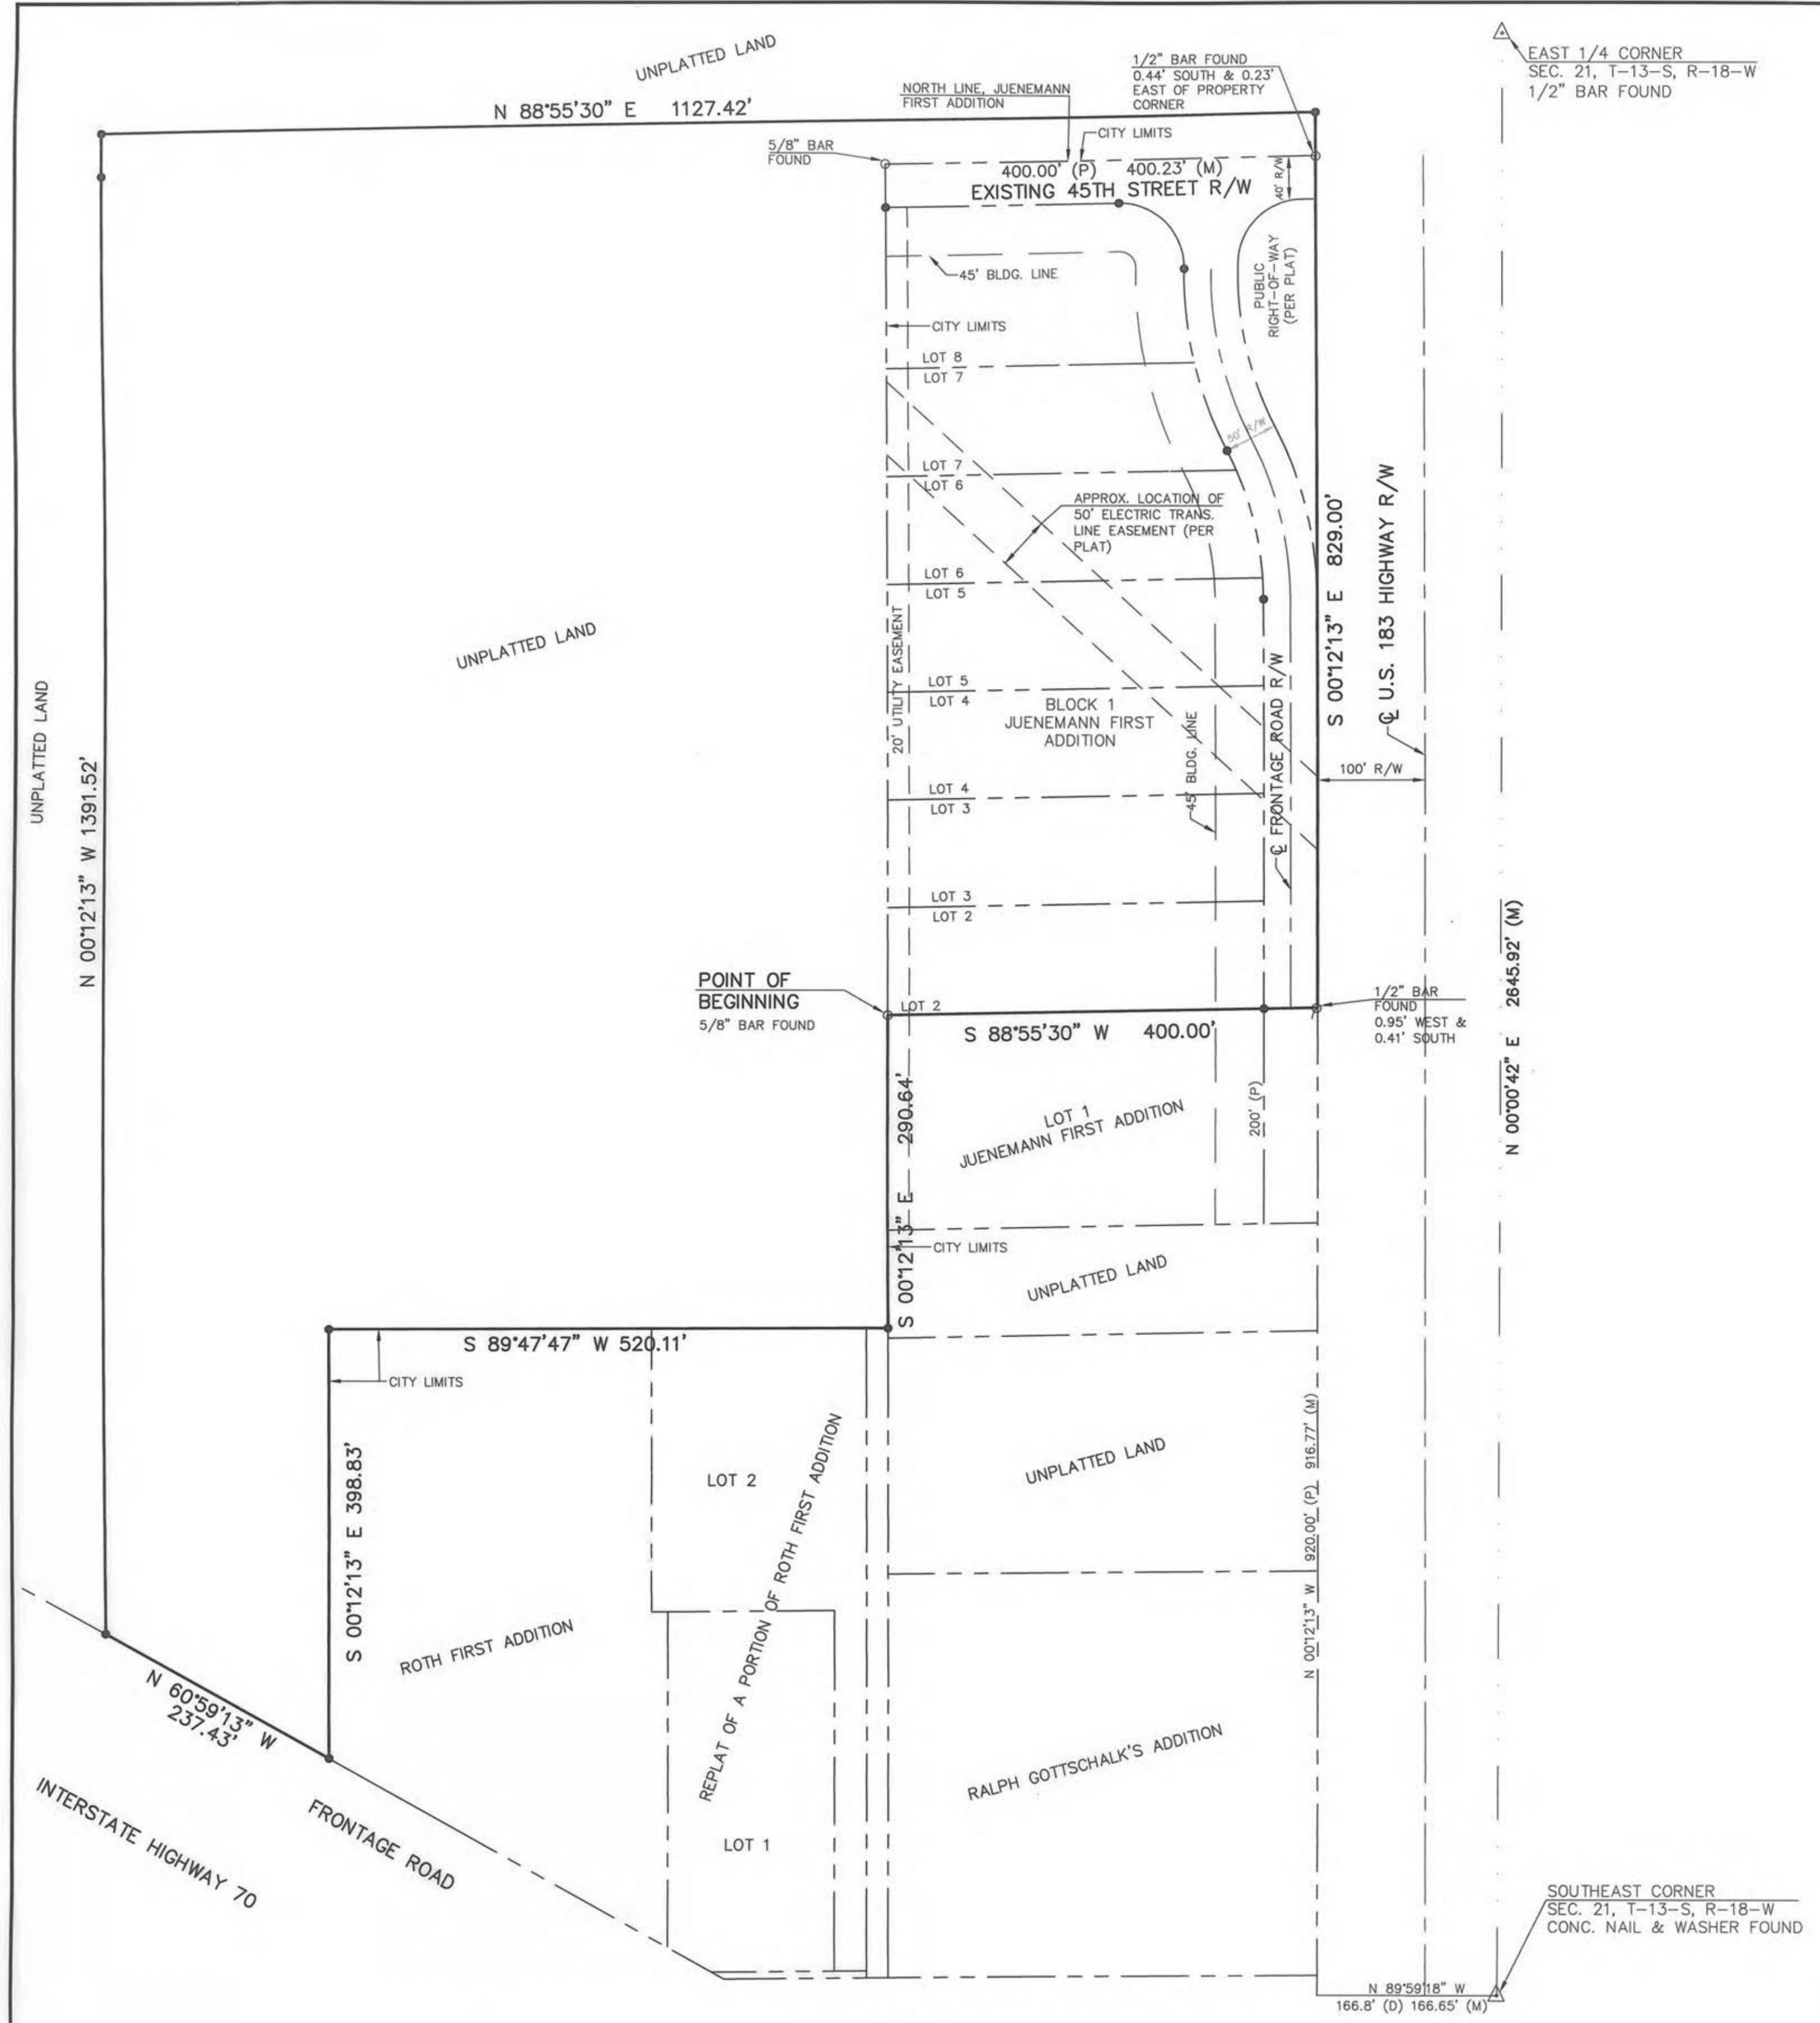 UNPLATTED LAND
N 88°55'30" E 1127.42'
EAST 1/4 CORNER
SEC. 21, T-13-S, R-18-W
1/2" BAR FOUND
1/2" BAR FOUND
0.44' SOUTH & 0.23'
EAST OF PROPERTY
CORNER
NORTH LINE, JUENEMANN
FIRST ADDITION
CITY LIMITS
5/8" BAR
FOUND
400.00' (P) 400.23' (M)
EXISTING 45TH STREET R/W
40' R/W
PUBLIC
RIGHT-OF-WAY
(PER PLAT)
45' BLDG. LINE
CITY LIMITS
LOT 8
LOT 7
50' R/W
LOT 7
LOT 6
APPROX. LOCATION OF
50' ELECTRIC TRANS.
LINE EASEMENT (PER
PLAT)
LOT 6
LOT 5
20' UTILITY EASEMENT
UNPLATTED LAND
UNPLATTED LAND
N 00°12'13" W 1391.52'
S 00°12'13" E 829.00'
℄ U.S. 183 HIGHWAY R/W
LOT 5
LOT 4
BLOCK 1
JUENEMANN FIRST
ADDITION
45' BLDG. LINE
℄ FRONTAGE ROAD R/W
100' R/W
LOT 4
LOT 3
LOT 3
LOT 2
N 00°00'42" E 2645.92' (M)
POINT OF
BEGINNING
5/8" BAR FOUND
LOT 2
S 88°55'30" W 400.00'
1/2" BAR
FOUND
0.95' WEST &
0.41' SOUTH
S 00°12'13" E 290.64'
LOT 1
JUENEMANN FIRST ADDITION
200' (P)
CITY LIMITS
UNPLATTED LAND
S 89°47'47" W 520.11'
CITY LIMITS
S 00°12'13" E 398.83'
LOT 2
REPLAT OF A PORTION OF ROTH FIRST ADDITION
UNPLATTED LAND
N 00°12'13" W 920.00' (P) 916.77' (M)
ROTH FIRST ADDITION
N 60°59'13" W
237.43'
RALPH GOTTSCHALK'S ADDITION
LOT 1
INTERSTATE HIGHWAY 70
FRONTAGE ROAD
SOUTHEAST CORNER
SEC. 21, T-13-S, R-18-W
CONC. NAIL & WASHER FOUND
N 89°59'18" W
166.8' (D) 166.65' (M)